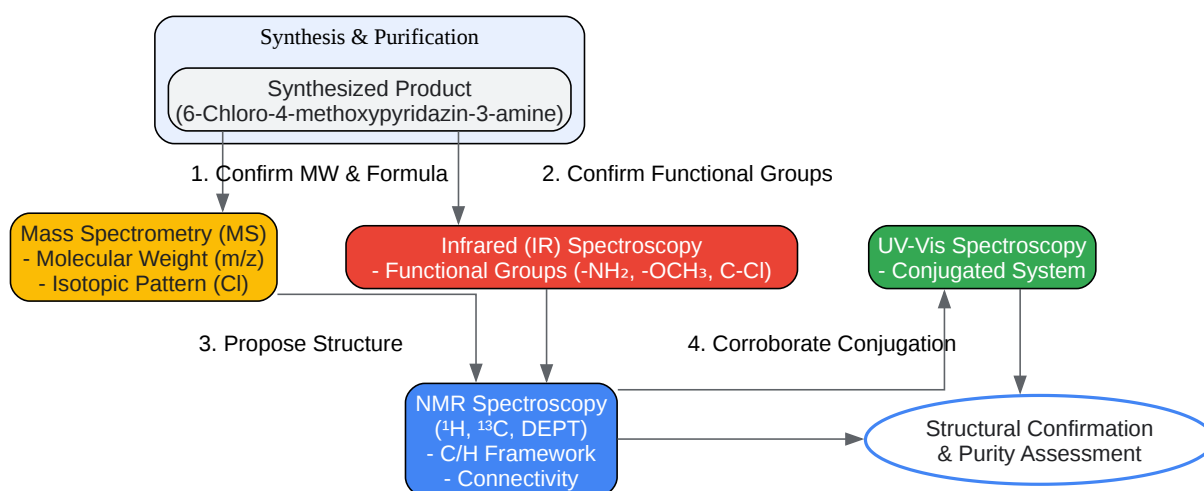 Synthesis & Purification
Synthesized Product
(6-Chloro-4-methoxypyridazin-3-amine)
1. Confirm MW & Formula
2. Confirm Functional Groups
Mass Spectrometry (MS)
- Molecular Weight (m/z)
- Isotopic Pattern (Cl)
Infrared (IR) Spectroscopy
- Functional Groups (-NH₂, -OCH₃, C-Cl)
UV-Vis Spectroscopy
- Conjugated System
3. Propose Structure
4. Corroborate Conjugation
NMR Spectroscopy
(¹H, ¹³C, DEPT)
- C/H Framework
- Connectivity
Structural Confirmation
& Purity Assessment